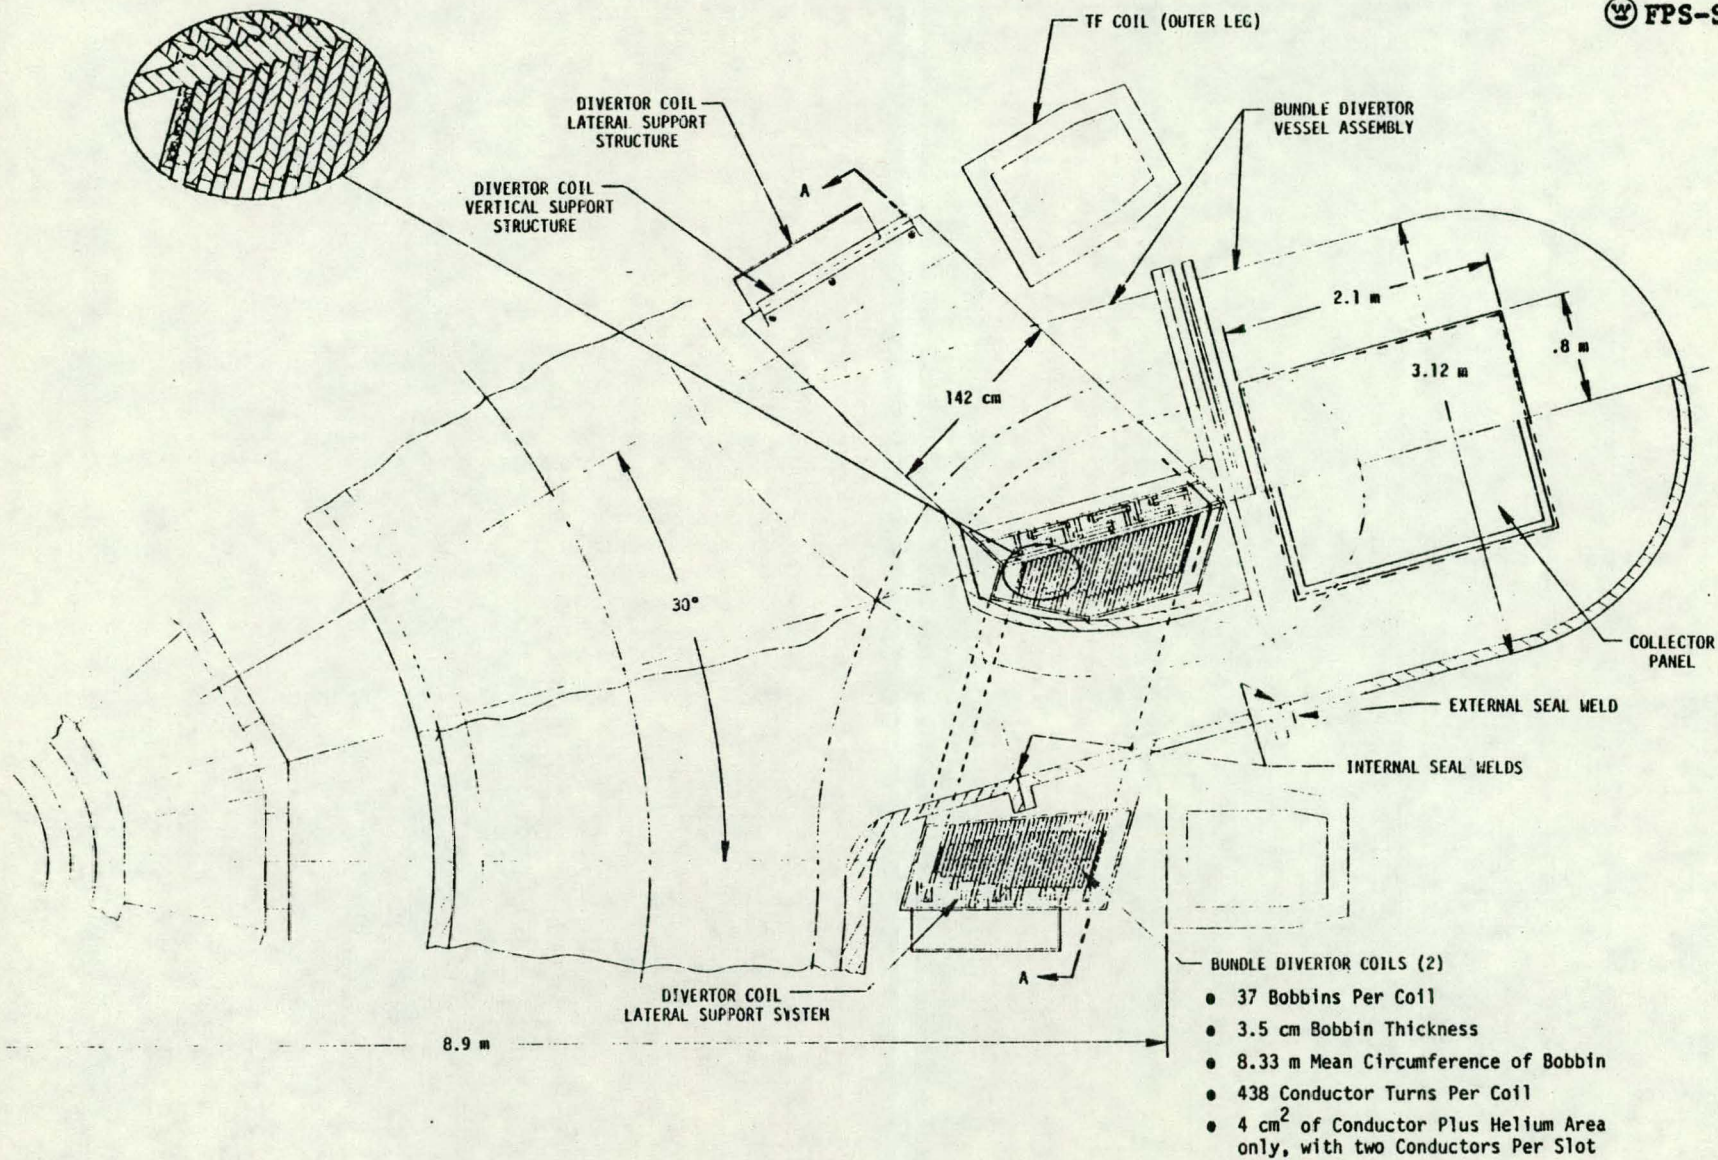 FPS-S
TF COIL (OUTER LEG)
DIVERTOR COIL
LATERAL SUPPORT
STRUCTURE
BUNDLE DIVERTOR
VESSEL ASSEMBLY
DIVERTOR COIL
VERTICAL SUPPORT
STRUCTURE
A
2.1 m
.8 m
3.12 m
142 cm
30°
COLLECTOR
PANEL
EXTERNAL SEAL WELD
INTERNAL SEAL WELDS
A
DIVERTOR COIL
LATERAL SUPPORT SYSTEM
8.9 m
BUNDLE DIVERTOR COILS (2)
● 37 Bobbins Per Coil
● 3.5 cm Bobbin Thickness
● 8.33 m Mean Circumference of Bobbin
● 438 Conductor Turns Per Coil
● 4 cm² of Conductor Plus Helium Area
only, with two Conductors Per Slot